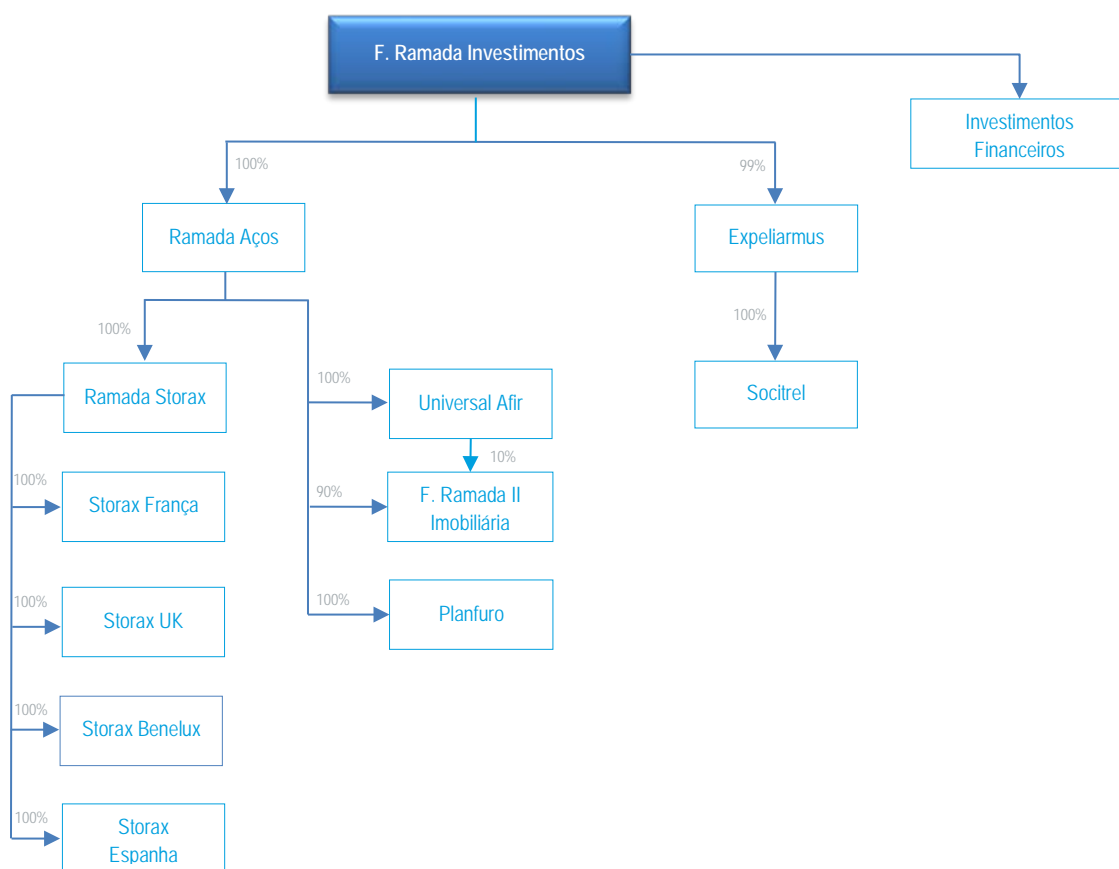 F. Ramada Investimentos
Investimentos
Financeiros
100%
99%
Ramada Aços
Expeliarmus
100%
100%
Ramada Storax
100%
Universal Afir
Socitrel
10%
100%
Storax França
90%
F. Ramada II
Imobiliária
100%
Storax UK
100%
Planfuro
100%
Storax Benelux
100%
Storax
Espanha